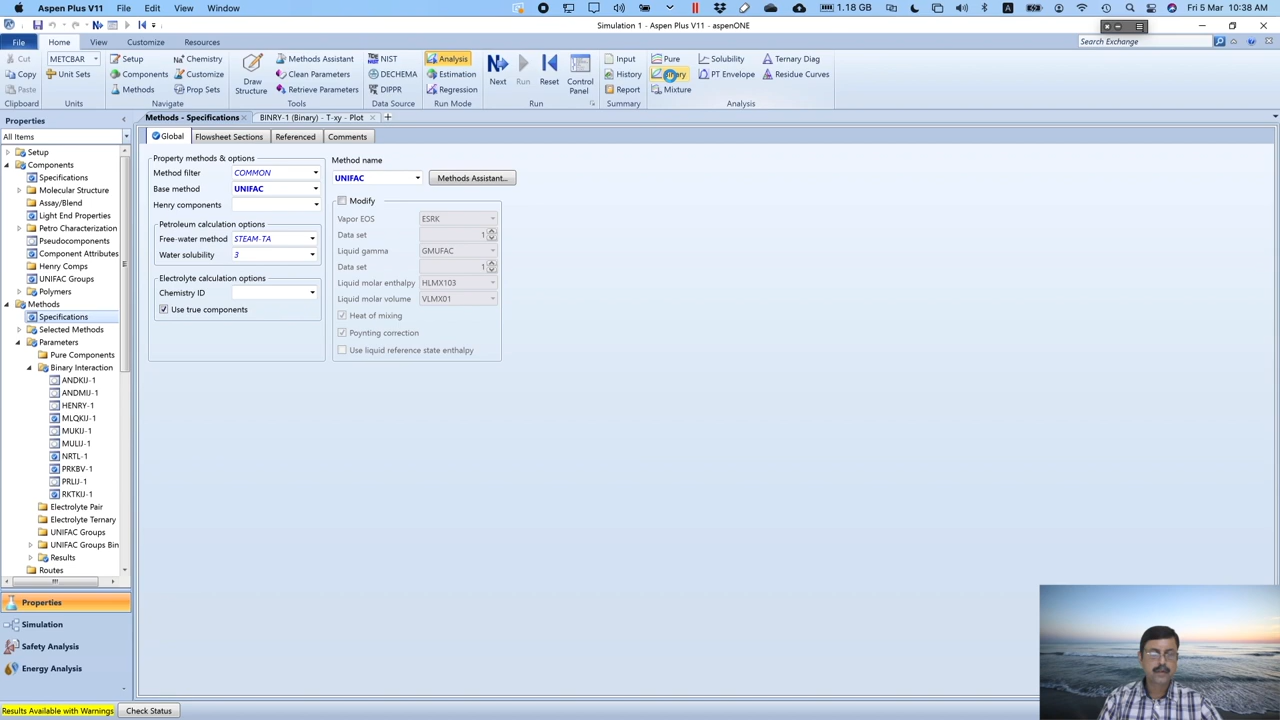 Aspen Plus V11 File Edit Window Window View 1.18 GB Fri 5 Mar 10:38 AM
Simulation 1 - Aspen Plus V11 - aspenONE
File Home View Customize Resources Search Exchange
Cut METCBAR Setup Chemistry Methods Assistant NIST Analysis Input Pure Solubility Ternary Diag
Copy Unit Sets Components Customize Draw Structure Clean Parameters DECHEMA Estimation Next Run Reset Control Panel History Binary PT Envelope Residue Curves
Paste Methods Prop Sets Retrieve Parameters DIPPR Regression Report Mixture
Clipboard Units Navigate Tools Data Source Run Mode Run Summary Analysis
Properties
All Items
Setup
Components
Specifications
Molecular Structure
Assay/Blend
Light End Properties
Petro Characterization
Pseudocomponents
Component Attributes
Henry Comps
UNIFAC Groups
Polymers
Methods
Specifications
Selected Methods
Parameters
Pure Components
Binary Interaction
ANDKIJ-1
ANDMIJ-1
HENRY-1
MLQKIJ-1
MUKIJ-1
MULIJ-1
NRTL-1
PRKBV-1
PRLIJ-1
RKTKIJ-1
Electrolyte Pair
Electrolyte Ternary
UNIFAC Groups
UNIFAC Groups Bin
Results
Routes
Properties
Simulation
Safety Analysis
Energy Analysis
Methods - Specifications BINRY-1 (Binary) - T-xy - Plot
Global Flowsheet Sections Referenced Comments
Property methods & options
Method filter COMMON
Base method UNIFAC
Henry components
Petroleum calculation options
Free-water method STEAM-TA
Water solubility 3
Electrolyte calculation options
Chemistry ID
Use true components
Method name
UNIFAC Methods Assistant...
Modify
Vapor EOS ESRK
Data set 1
Liquid gamma GMUFAC
Data set 1
Liquid molar enthalpy HLMX103
Liquid molar volume VLMX01
Heat of mixing
Poynting correction
Use liquid reference state enthalpy
Results Available with Warnings Check Status